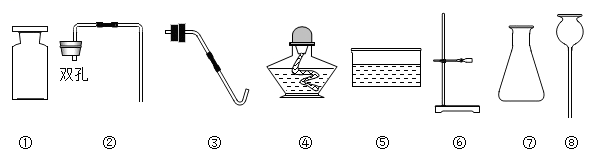 双孔
① ② ③ ④ ⑤ ⑥ ⑦ ⑧